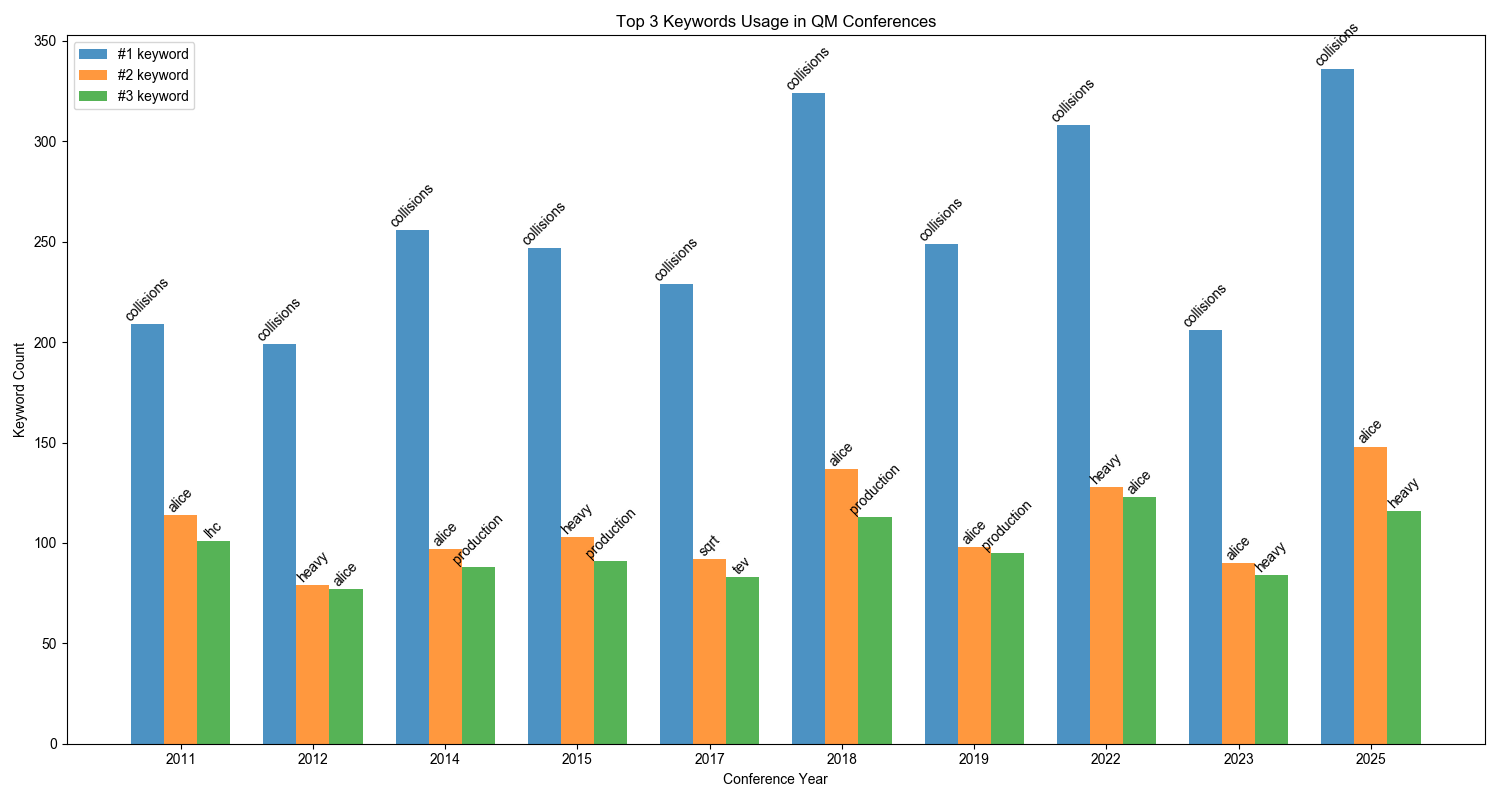 Top 3 Keywords Usage in QM Conferences
#1 keyword
#2 keyword
#3 keyword
Keyword Count
350
300
250
200
150
100
50
0
collisions
alice
lhc
collisions
heavy
alice
collisions
alice
production
collisions
heavy
production
collisions
sqrt
tev
collisions
alice
production
collisions
alice
production
collisions
heavy
alice
collisions
alice
heavy
collisions
alice
heavy
2011 2012 2014 2015 2017 2018 2019 2022 2023 2025
Conference Year